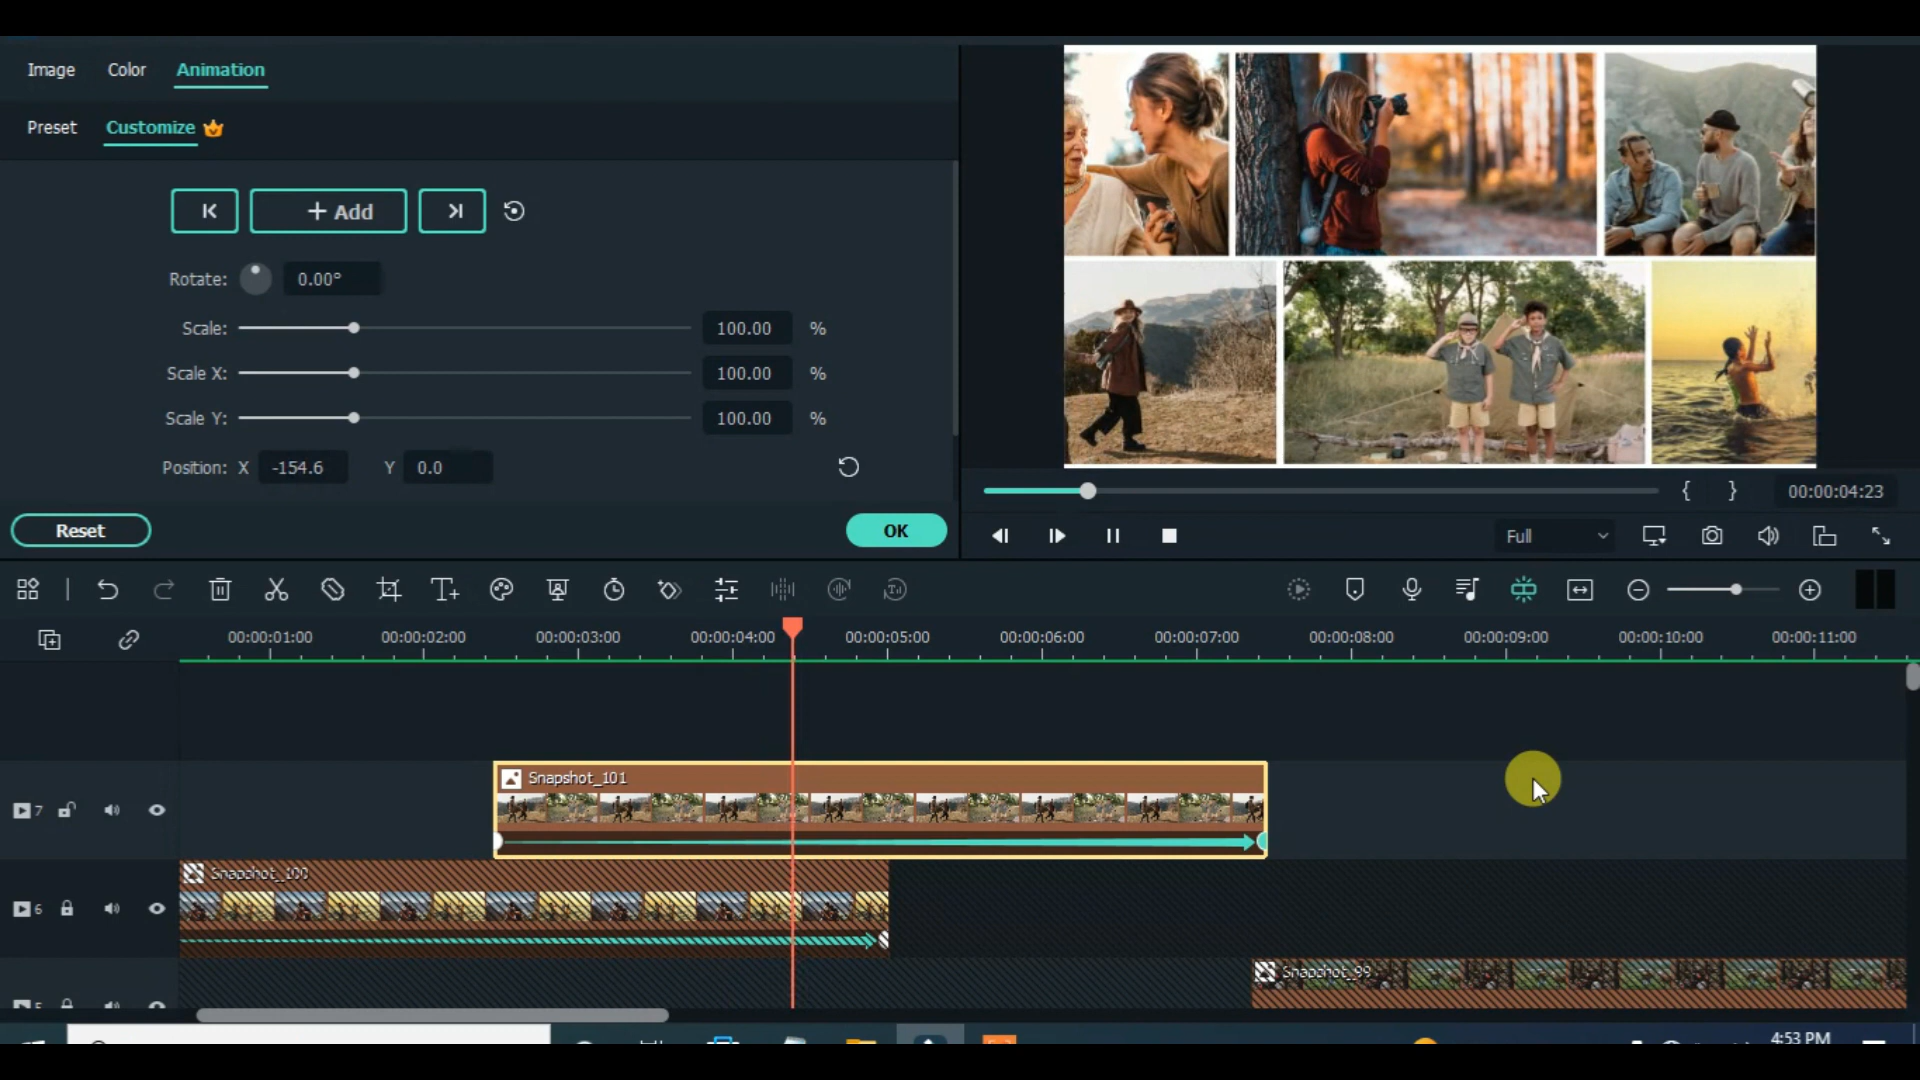 Image Color Animation
Preset Customize
+ Add
Rotate: 0.00°
Scale: 100.00 %
Scale X: 100.00 %
Scale Y: 100.00 %
Position: X -154.6 Y 0.0
Reset OK
00:00:04:23
Full
00:00:01:00 00:00:02:00 00:00:03:00 00:00:04:00 00:00:05:00 00:00:06:00 00:00:07:00 00:00:08:00 00:00:09:00 00:00:10:00 00:00:11:00
Snapshot_101
7
Snapshot_100
6
Snapshot_99
5
4:53 PM